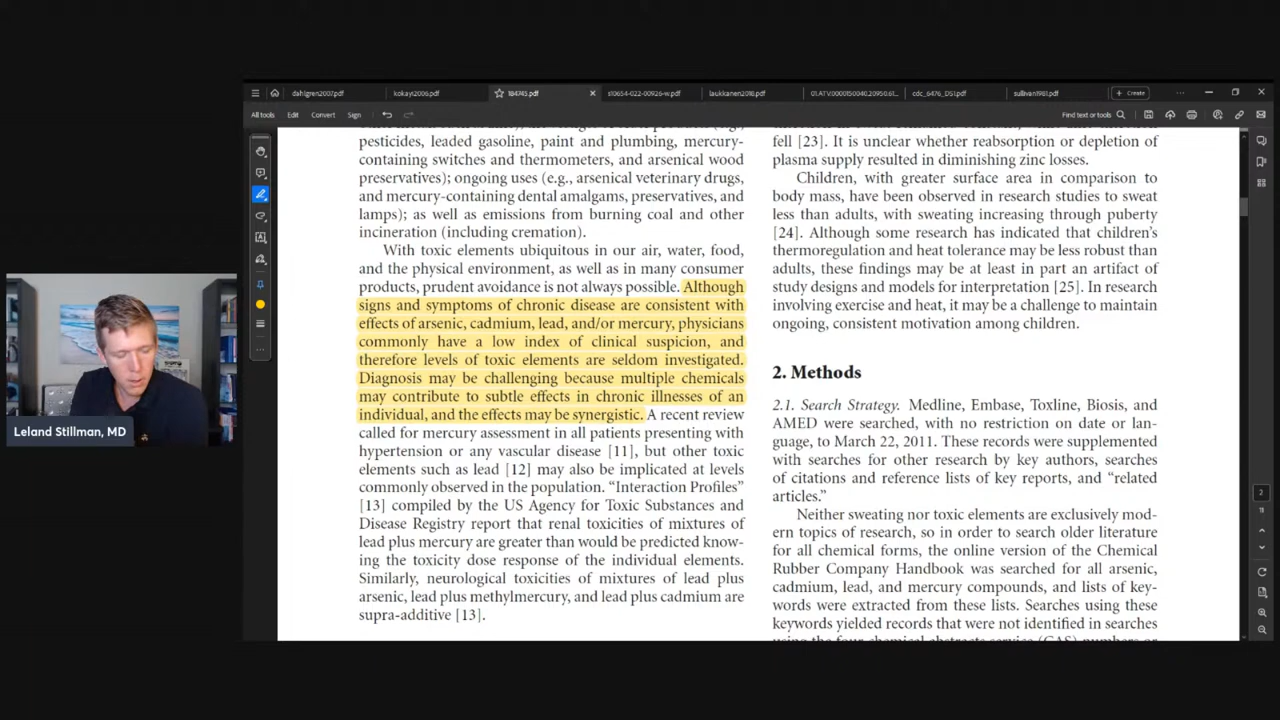 dahlgren2007.pdf
kokayi2006.pdf
184745.pdf
s10654-022-00926-w.pdf
laukkanen2018.pdf
01.ATV.0000150040.20950.61...
cdc_6476_DS1.pdf
sullivan1981.pdf
Create
All tools Edit Convert Sign
Find text or tools
pesticides, leaded gasoline, paint and plumbing, mercury-
containing switches and thermometers, and arsenical wood
preservatives); ongoing uses (e.g., arsenical veterinary drugs,
and mercury-containing dental amalgams, preservatives, and
lamps); as well as emissions from burning coal and other
incineration (including cremation).
With toxic elements ubiquitous in our air, water, food,
and the physical environment, as well as in many consumer
products, prudent avoidance is not always possible. Although
signs and symptoms of chronic disease are consistent with
effects of arsenic, cadmium, lead, and/or mercury, physicians
commonly have a low index of clinical suspicion, and
therefore levels of toxic elements are seldom investigated.
Diagnosis may be challenging because multiple chemicals
may contribute to subtle effects in chronic illnesses of an
individual, and the effects may be synergistic. A recent review
called for mercury assessment in all patients presenting with
hypertension or any vascular disease [11], but other toxic
elements such as lead [12] may also be implicated at levels
commonly observed in the population. “Interaction Profiles”
[13] compiled by the US Agency for Toxic Substances and
Disease Registry report that renal toxicities of mixtures of
lead plus mercury are greater than would be predicted know-
ing the toxicity dose response of the individual elements.
Similarly, neurological toxicities of mixtures of lead plus
arsenic, lead plus methylmercury, and lead plus cadmium are
supra-additive [13].
fell [23]. It is unclear whether reabsorption or depletion of
plasma supply resulted in diminishing zinc losses.
Children, with greater surface area in comparison to
body mass, have been observed in research studies to sweat
less than adults, with sweating increasing through puberty
[24]. Although some research has indicated that children’s
thermoregulation and heat tolerance may be less robust than
adults, these findings may be at least in part an artifact of
study designs and models for interpretation [25]. In research
involving exercise and heat, it may be a challenge to maintain
ongoing, consistent motivation among children.
2. Methods
2.1. Search Strategy. Medline, Embase, Toxline, Biosis, and
AMED were searched, with no restriction on date or lan-
guage, to March 22, 2011. These records were supplemented
with searches for other research by key authors, searches
of citations and reference lists of key reports, and “related
articles.”
Neither sweating nor toxic elements are exclusively mod-
ern topics of research, so in order to search older literature
for all chemical forms, the online version of the Chemical
Rubber Company Handbook was searched for all arsenic,
cadmium, lead, and mercury compounds, and lists of key-
words were extracted from these lists. Searches using these
keywords yielded records that were not identified in searches
2
11
Leland Stillman, MD